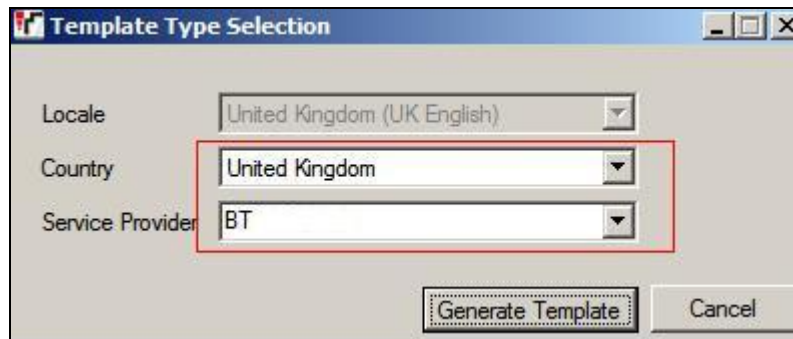 Template Type Selection
Locale United Kingdom (UK English)
Country United Kingdom
Service Provider BT
Generate Template Cancel